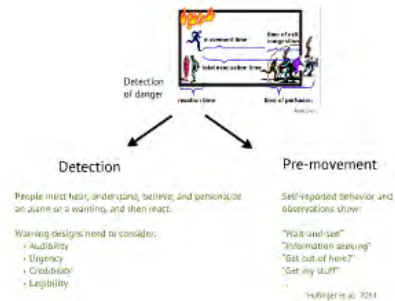 movement time
time of exit
congestion
total evacuation time
Detection
of danger
reaction time
time of perfusion
Detection
People must hear, understand, believe, and personalize
an alarm or a warning, and then react.
Warning designs need to consider:
• Audibility
• Urgency
• Credibility
• Legibility
Pre-movement
Self-reported behavior and
observations show:
"Wait-and-see"
"Information seeking"
"Get out of here?"
"Get my stuff"
...
et al. 2014